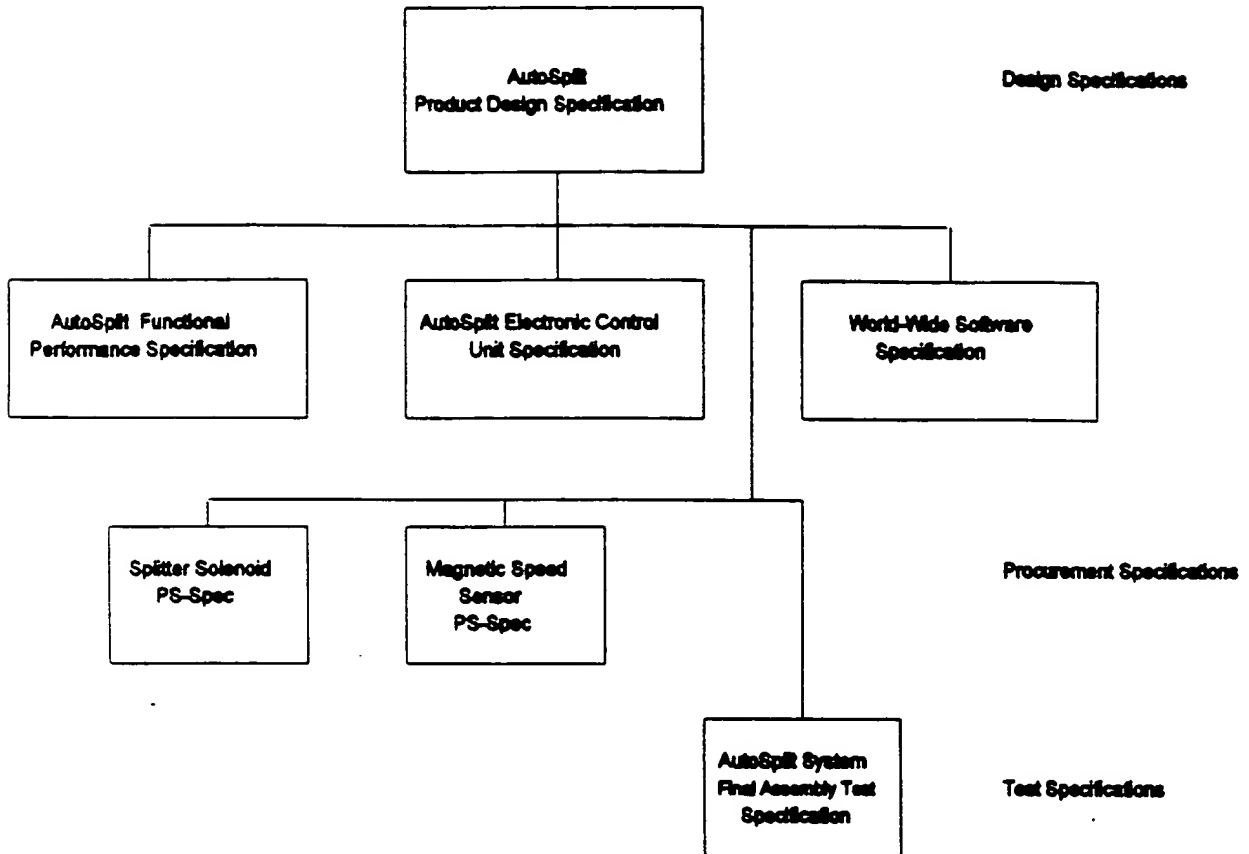 AutoSplit
Product Design Specification
Design Specifications
AutoSplit Functional
Performance Specification
AutoSplit Electronic Control
Unit Specification
World-Wide Software
Specification
Splitter Solenoid
PS-Spec
Magnetic Speed
Sensor
PS-Spec
Procurement Specifications
AutoSplit System
Final Assembly Test
Specification
Test Specifications